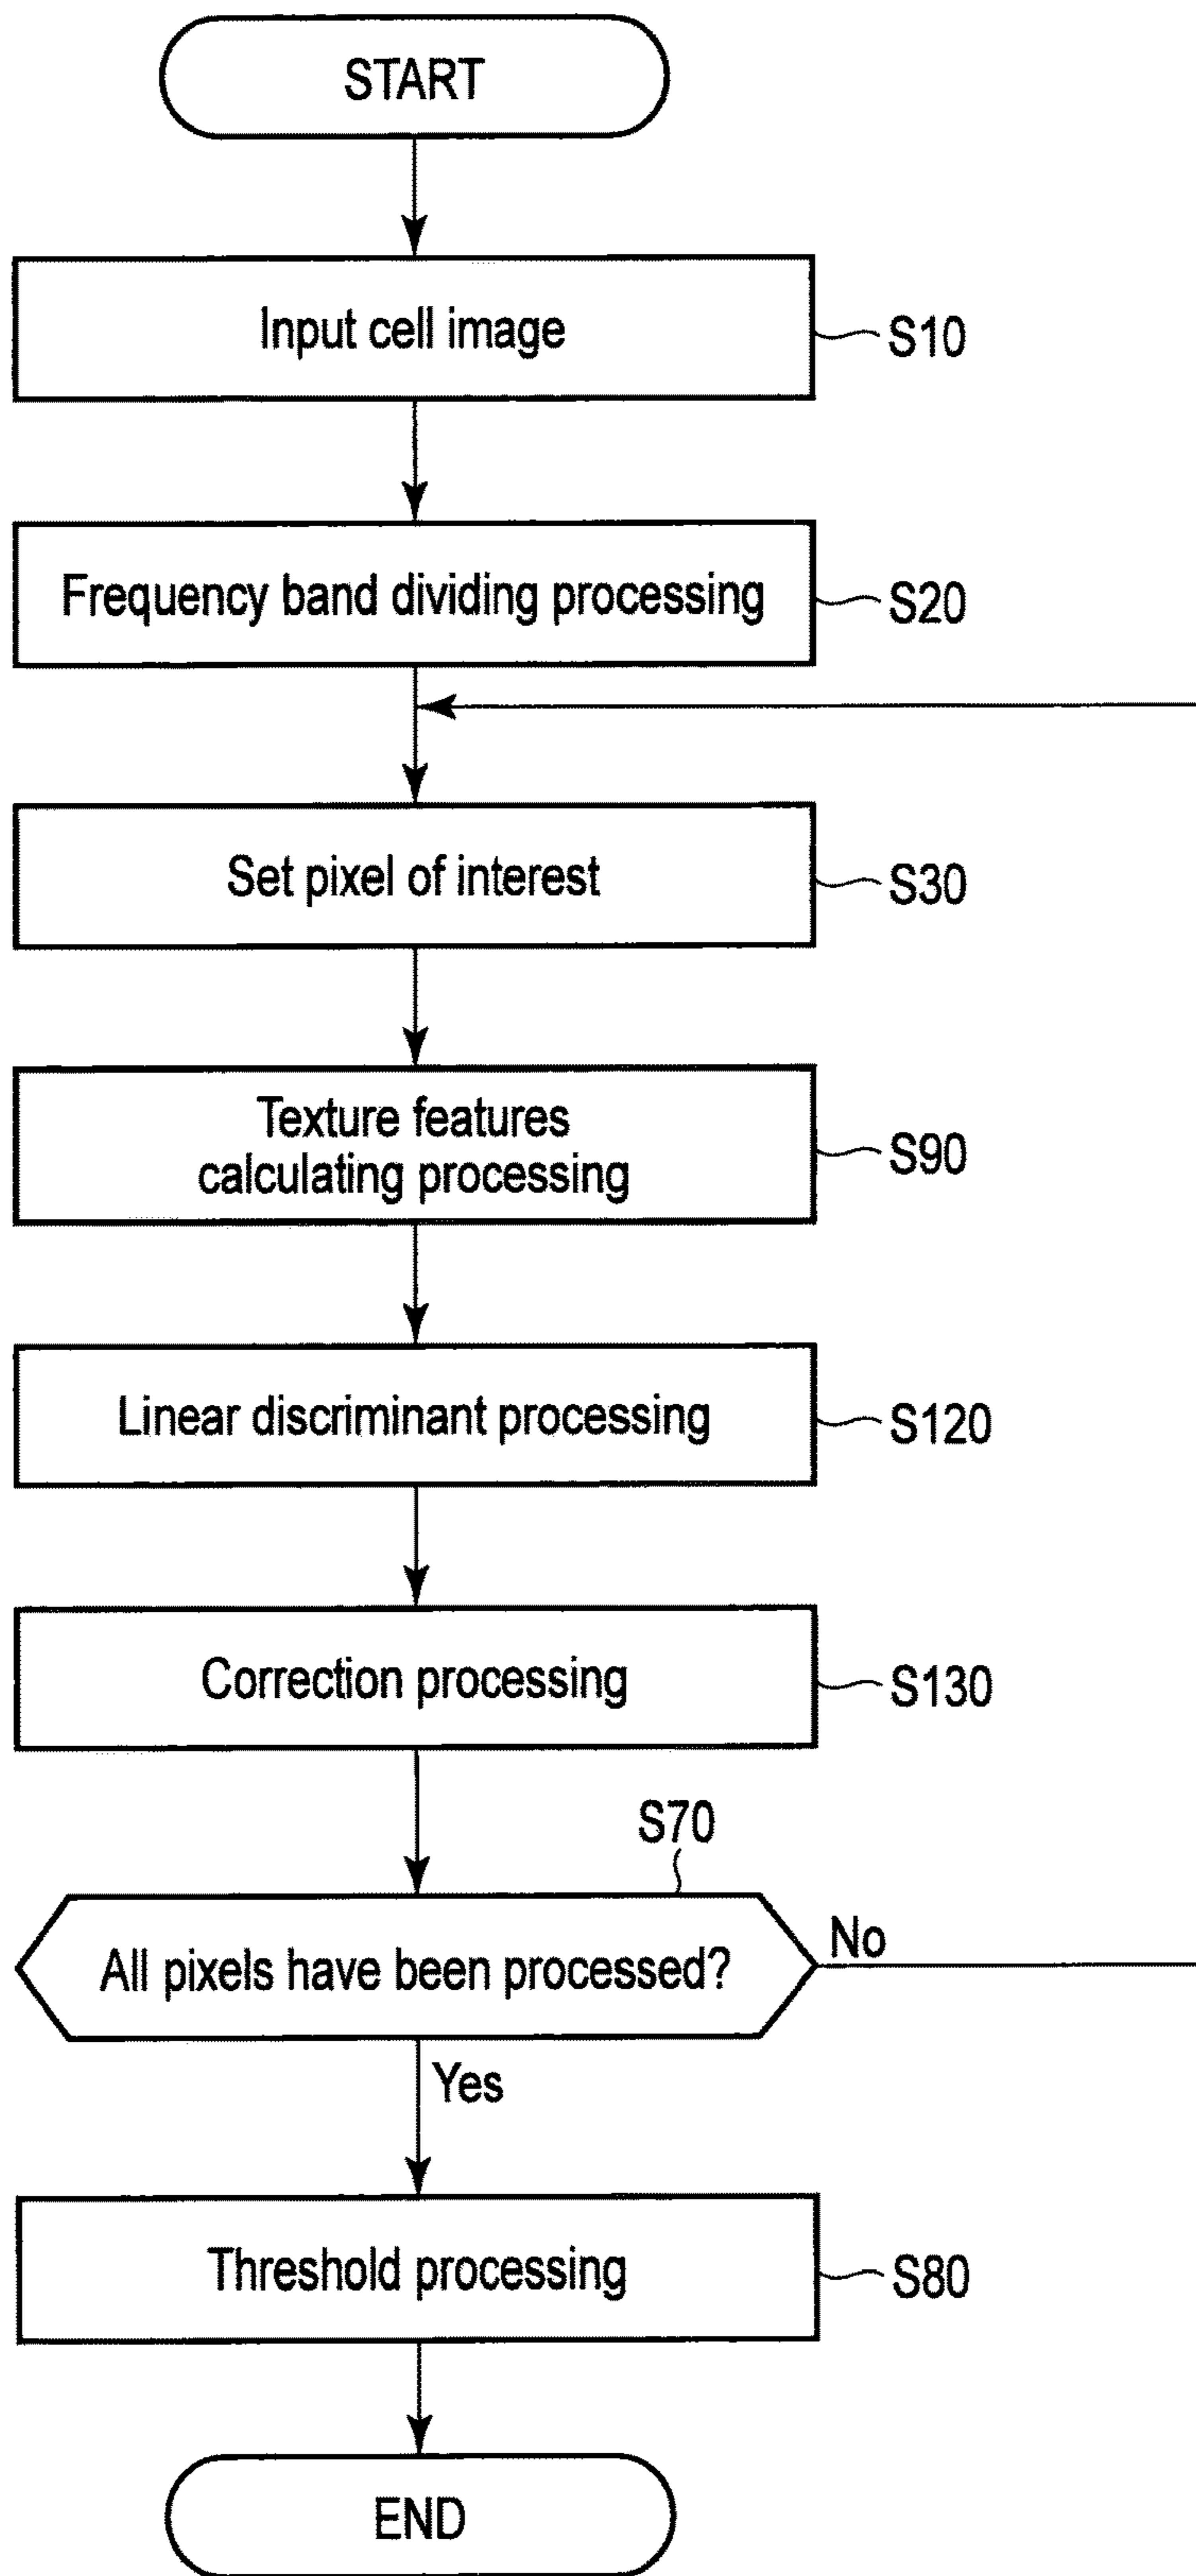 START
Input cell image
S10
Frequency band dividing processing
S20
Set pixel of interest
S30
Texture features
calculating processing
S90
Linear discriminant processing
S120
Correction processing
S130
S70
All pixels have been processed?
No
Yes
Threshold processing
S80
END